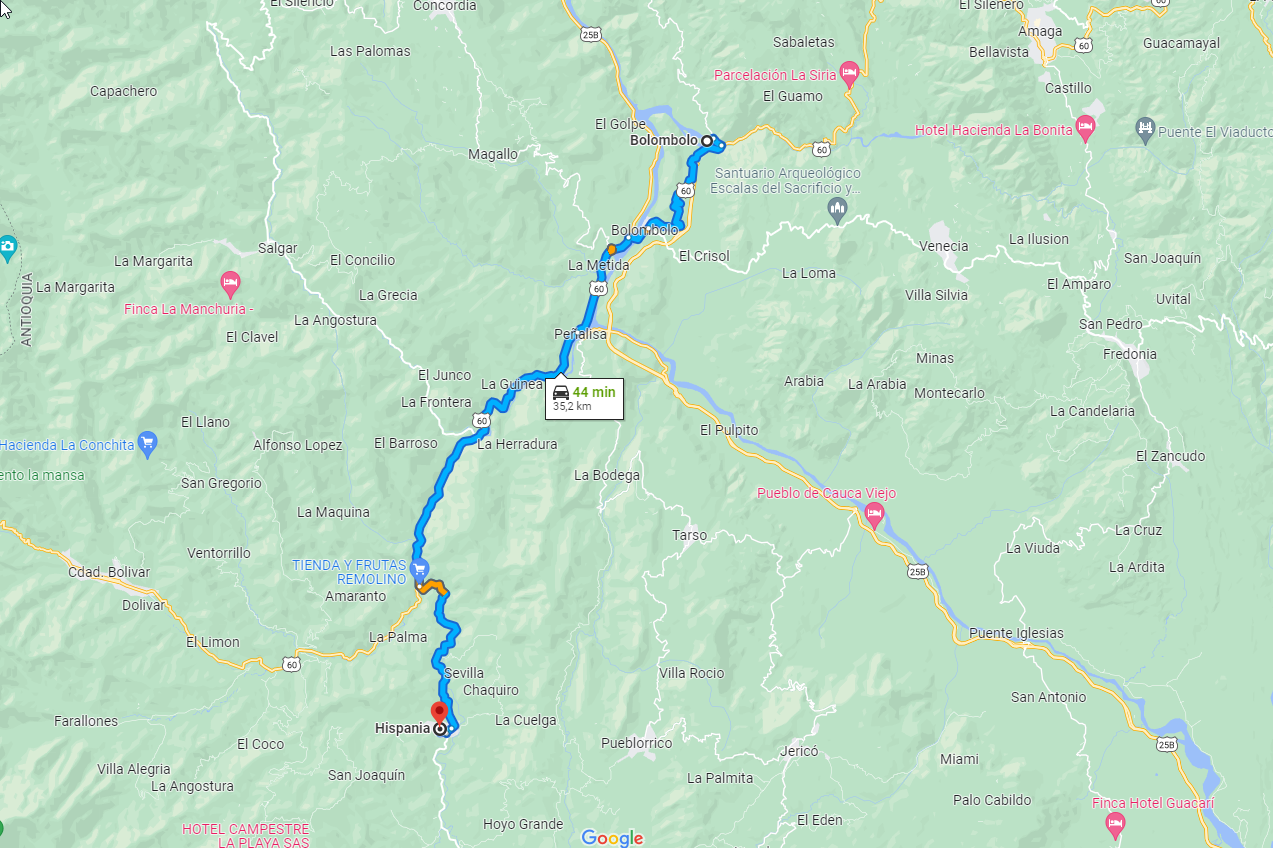 El Silencio
Concordia
El Silenero
60
25B
Amaga
60
Las Palomas
Sabaletas
Bellavista
Guacamayal
Parcelación La Siria
Capachero
El Guamo
Castillo
El Golpe
Bolombolo
Hotel Hacienda La Bonita
Puente El Viaducto
60
Magallo
Santuario Arqueológico
Escalas del Sacrificio y...
60
Bolombolo
Salgar
Venecia
La Ilusion
La Margarita
El Concilio
La Metida
El Crisol
San Joaquín
La Margarita
La Loma
El Amparo
ANTIOQUIA
Finca La Manchuria -
La Grecia
60
Villa Silvia
Uvital
La Angostura
San Pedro
El Clavel
Peñalisa
Fredonia
Minas
El Junco
La Guinea
44 min
35,2 km
Arabia
La Arabia
Montecarlo
La Frontera
La Candelaria
El Llano
60
El Pulpito
Hacienda La Conchita
Alfonso Lopez
El Barroso
La Herradura
El Zancudo
ento la mansa
San Gregorio
La Bodega
Pueblo de Cauca Viejo
La Maquina
Tarso
La Cruz
Ventorrillo
La Viuda
Cdad. Bolivar
TIENDA Y FRUTAS
REMOLINO
25B
La Ardita
Dolivar
Amaranto
El Limon
La Palma
Puente Iglesias
60
Sevilla
Villa Rocio
Chaquiro
San Antonio
Farallones
Hispania
La Cuelga
El Coco
Pueblorrico
Jericó
25B
Villa Alegria
San Joaquín
La Palmita
Miami
La Angostura
Palo Cabildo
Finca Hotel Guacarí
HOTEL CAMPESTRE
LA PLAYA SAS
Hoyo Grande
El Eden
Google